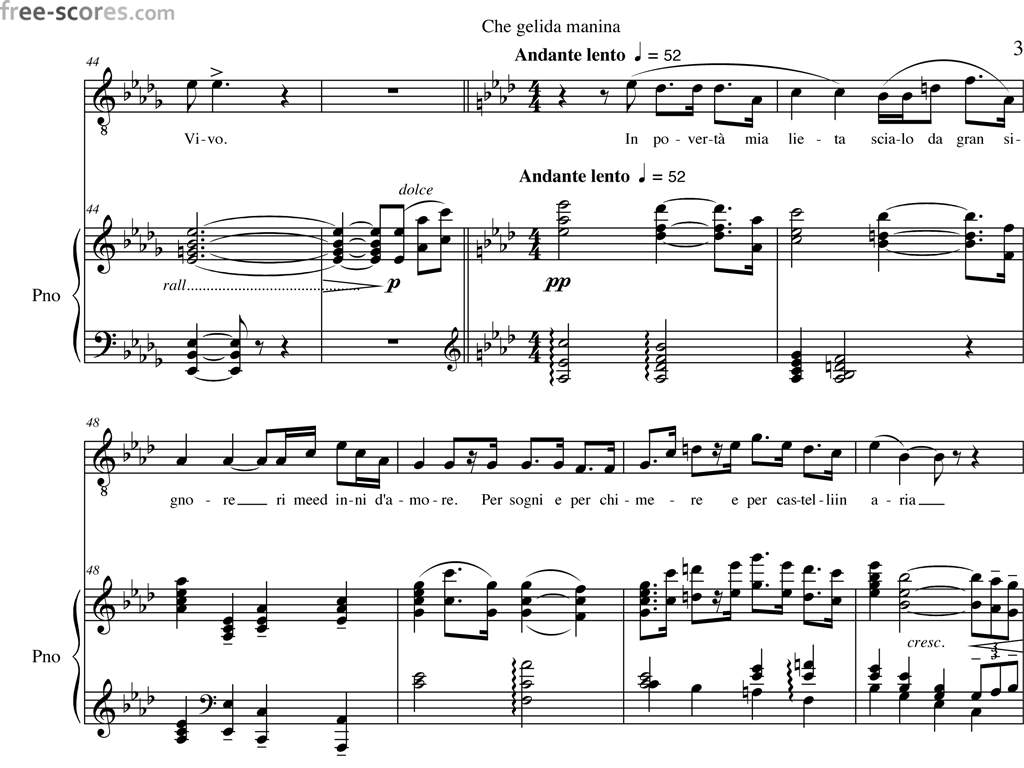 free-scores.com
Che gelida manina
3
Andante lento ♩ = 52
44
8
Vi-vo. In po - ver-tà mia lie - ta scia-lo da gran si-
Andante lento ♩ = 52
44
dolce
rall
p
pp
Pno
48
8
gno - re ri meed in-ni d'a-mo-re. Per sogni e per chi-me - re e per cas-tel-liin a-ria
48
Pno
cresc.
3
3